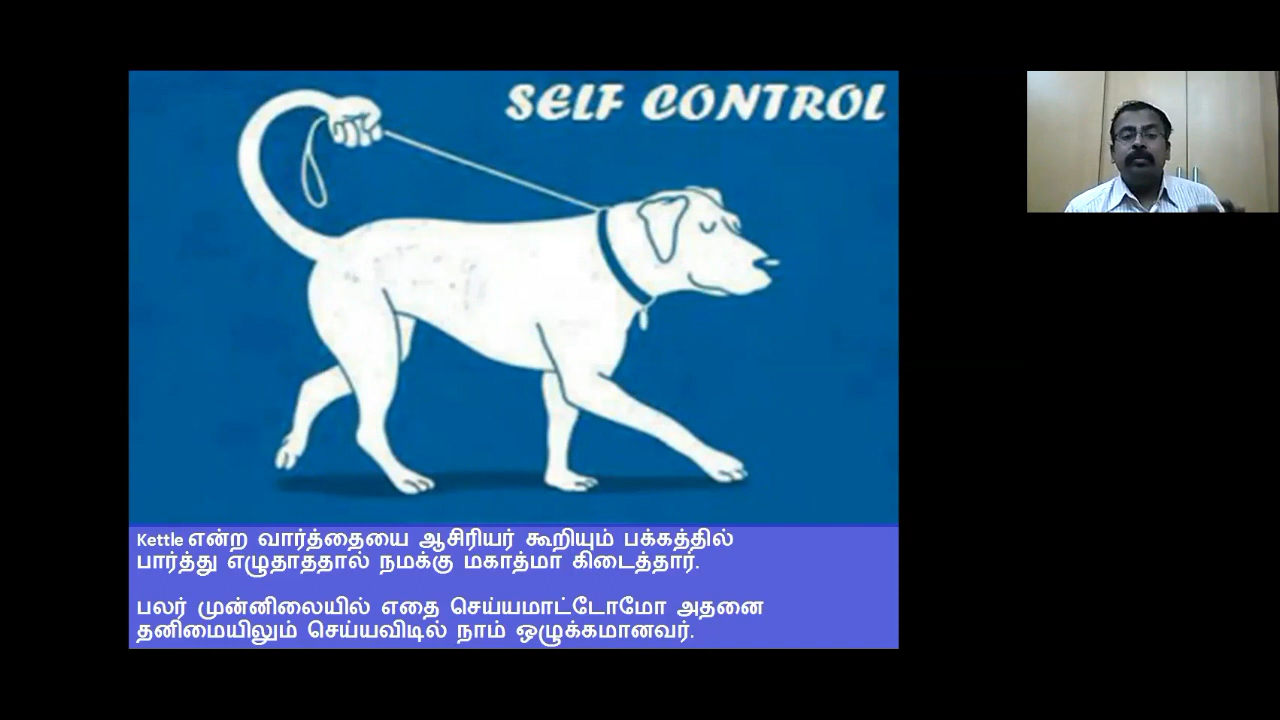 SELF CONTROL
Kettle என்ற வார்த்தையை ஆசிரியர் கூறியும் பக்கத்தில்
பார்த்து எழுதாததால் நமக்கு மகாத்மா கிடைத்தார்.
பலர் முன்னிலையில் எதை செய்யமாட்டோமோ அதனை
தனிமையிலும் செய்யவிடில் நாம் ஒழுக்கமானவர்.